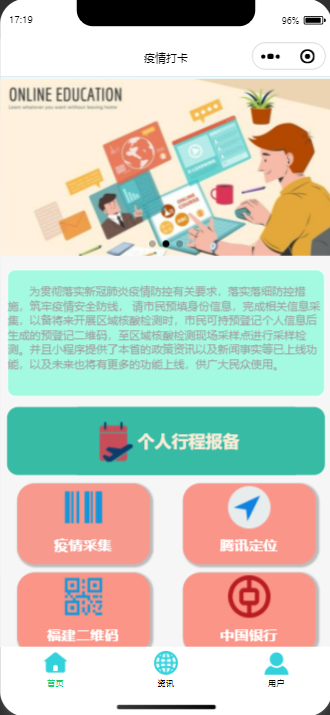 17:19
96%
疫情打卡
ONLINE EDUCATION
Learn whatever you want without leaving home
ONLINE
COURSE
为贯彻落实新冠肺炎疫情防控有关要求，落实落细防控措
施，筑牢疫情安全防线， 请市民预填身份信息，完成相关信息采
集，以备将来开展区域核酸检测时，市民可持预登记个人信息后
生成的预登记二维码，至区域核酸检测现场采样点进行采样检
测。并且小程序提供了本省的政策资讯以及新闻事实等已上线功
能，以及未来也将有更多的功能上线，供广大民众使用。
个人行程报备
疫情采集
腾讯定位
福建二维码
中国银行
首页
资讯
用户